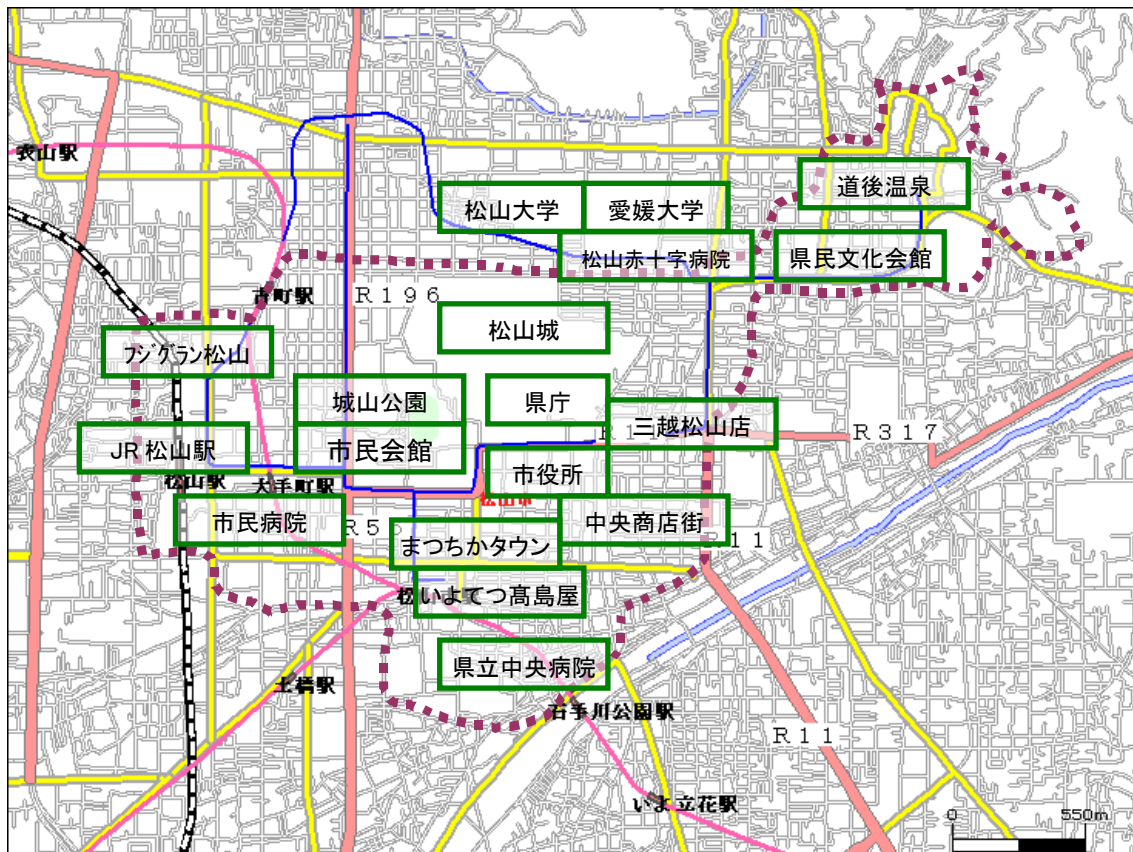 衣山駅
道後温泉
松山大学
愛媛大学
松山赤十字病院
県民文化会館
古町駅
R196
松山城
フジグラン松山
城山公園
県庁
三越松山店
R317
JR松山駅
市民会館
松山駅
大手町駅
市役所
市民病院
中央商店街
まつちかタウン
いよてつ髙島屋
県立中央病院
土橋駅
石手川公園駅
R11
いよ立花駅
0
550m